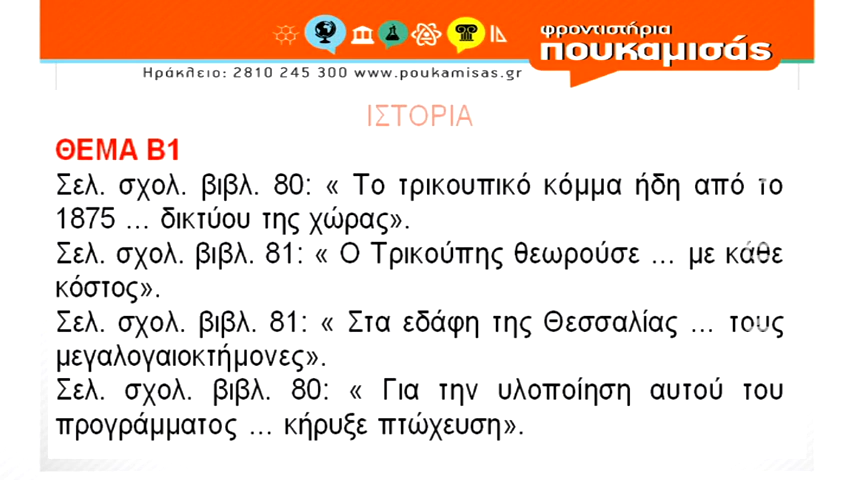 φροντιστήρια
πουκαμισάς
Ηράκλειο: 2810 245 300 www.poukamisas.gr
ΙΣΤΟΡΙΑ
ΘΕΜΑ Β1
Σελ. σχολ. βιβλ. 80: « Το τρικουπικό κόμμα ήδη από το
1875 ... δικτύου της χώρας».
Σελ. σχολ. βιβλ. 81: « Ο Τρικούπης θεωρούσε ... με κάθε
κόστος».
Σελ. σχολ. βιβλ. 81: « Στα εδάφη της Θεσσαλίας ... τους
μεγαλογαιοκτήμονες».
Σελ. σχολ. βιβλ. 80: « Για την υλοποίηση αυτού του
προγράμματος ... κήρυξε πτώχευση».